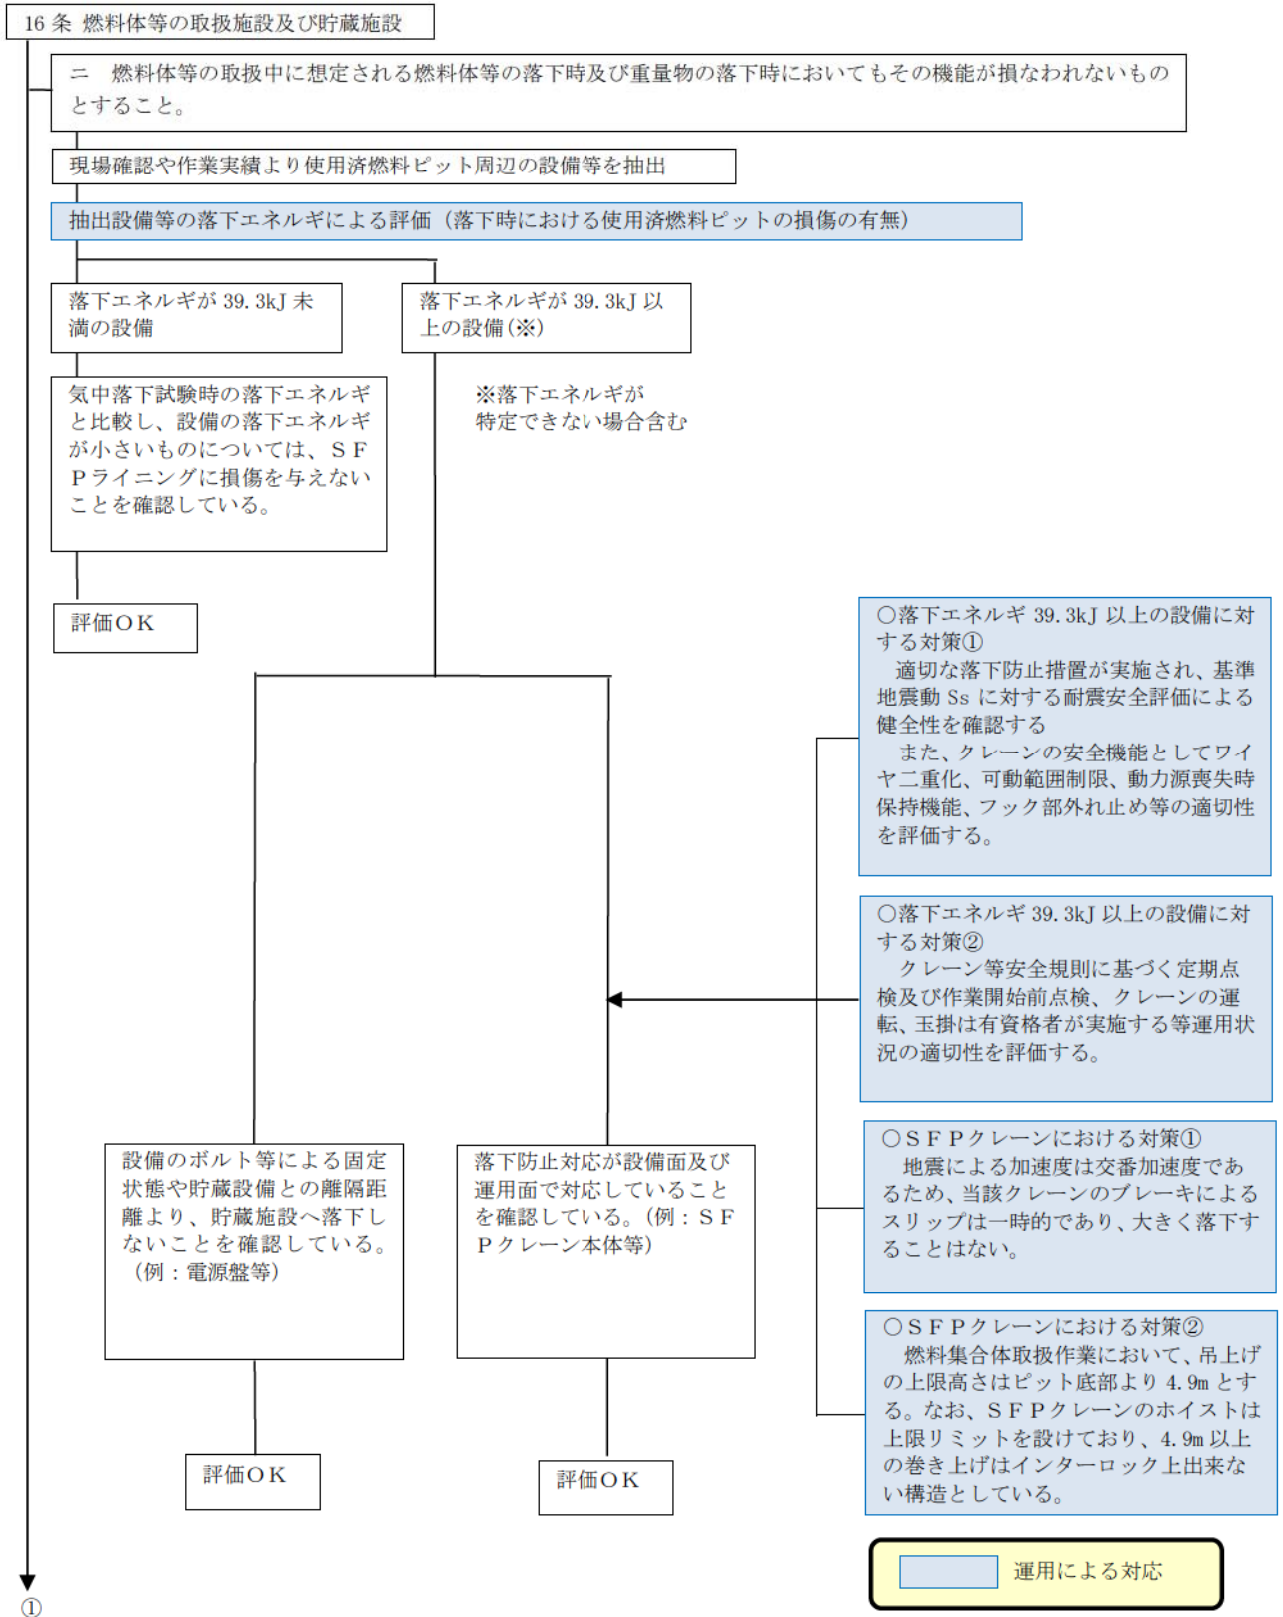 16条 燃料体等の取扱施設及び貯蔵施設
二　燃料体等の取扱中に想定される燃料体等の落下時及び重量物の落下時においてもその機能が損なわれないもの
とすること。
現場確認や作業実績より使用済燃料ピット周辺の設備等を抽出
抽出設備等の落下エネルギによる評価（落下時における使用済燃料ピットの損傷の有無）
落下エネルギが 39.3kJ 未
満の設備
落下エネルギが 39.3kJ 以
上の設備(※)
気中落下試験時の落下エネルギ
と比較し、設備の落下エネルギ
が小さいものについては、ＳＦ
Ｐライニングに損傷を与えない
ことを確認している。
※落下エネルギが
特定できない場合含む
評価ＯＫ
○落下エネルギ 39.3kJ 以上の設備に対
する対策①
適切な落下防止措置が実施され、基準
地震動 Ss に対する耐震安全評価による
健全性を確認する
また、クレーンの安全機能としてワイ
ヤ二重化、可動範囲制限、動力源喪失時
保持機能、フック部外れ止め等の適切性
を評価する。
○落下エネルギ 39.3kJ 以上の設備に対
する対策②
クレーン等安全規則に基づく定期点
検及び作業開始前点検、クレーンの運
転、玉掛は有資格者が実施する等運用状
況の適切性を評価する。
設備のボルト等による固定
状態や貯蔵設備との離隔距
離より、貯蔵施設へ落下し
ないことを確認している。
（例：電源盤等）
落下防止対応が設備面及び
運用面で対応していること
を確認している。（例：ＳＦ
Ｐクレーン本体等）
○ＳＦＰクレーンにおける対策①
地震による加速度は交番加速度であ
るため、当該クレーンのブレーキによる
スリップは一時的であり、大きく落下す
ることはない。
○ＳＦＰクレーンにおける対策②
燃料集合体取扱作業において、吊上げ
の上限高さはピット底部より 4.9m とす
る。なお、ＳＦＰクレーンのホイストは
上限リミットを設けており、4.9m 以上
の巻き上げはインターロック上出来な
い構造としている。
評価ＯＫ
評価ＯＫ
運用による対応
①